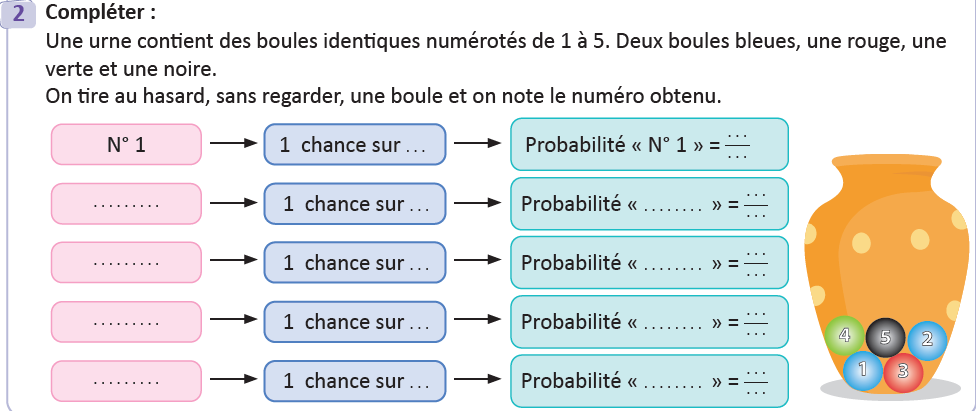 2 Compléter :
Une urne contient des boules identiques numérotés de 1 à 5. Deux boules bleues, une rouge, une
verte et une noire.
On tire au hasard, sans regarder, une boule et on note le numéro obtenu.
N° 1 1 chance sur ... Probabilité « N° 1 » = .../...
......... 1 chance sur ... Probabilité « ........ » = .../...
......... 1 chance sur ... Probabilité « ........ » = .../...
......... 1 chance sur ... Probabilité « ........ » = .../...
......... 1 chance sur ... Probabilité « ........ » = .../...
4 5 2
1 3